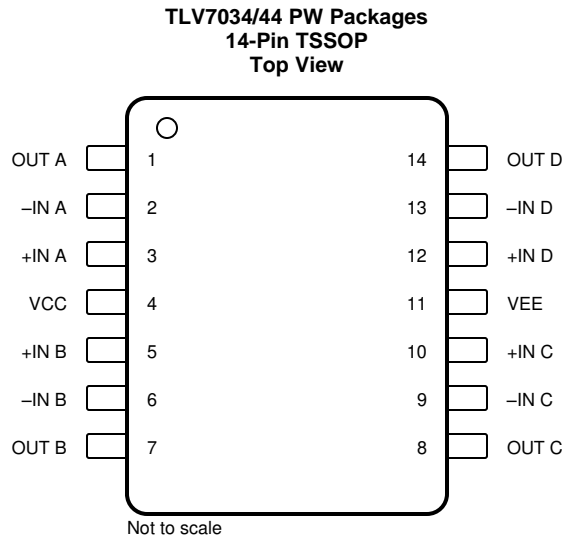 TLV7034/44 PW Packages
14-Pin TSSOP
Top View
OUT A 1 14 OUT D
–IN A 2 13 –IN D
+IN A 3 12 +IN D
VCC 4 11 VEE
+IN B 5 10 +IN C
–IN B 6 9 –IN C
OUT B 7 8 OUT C
Not to scale